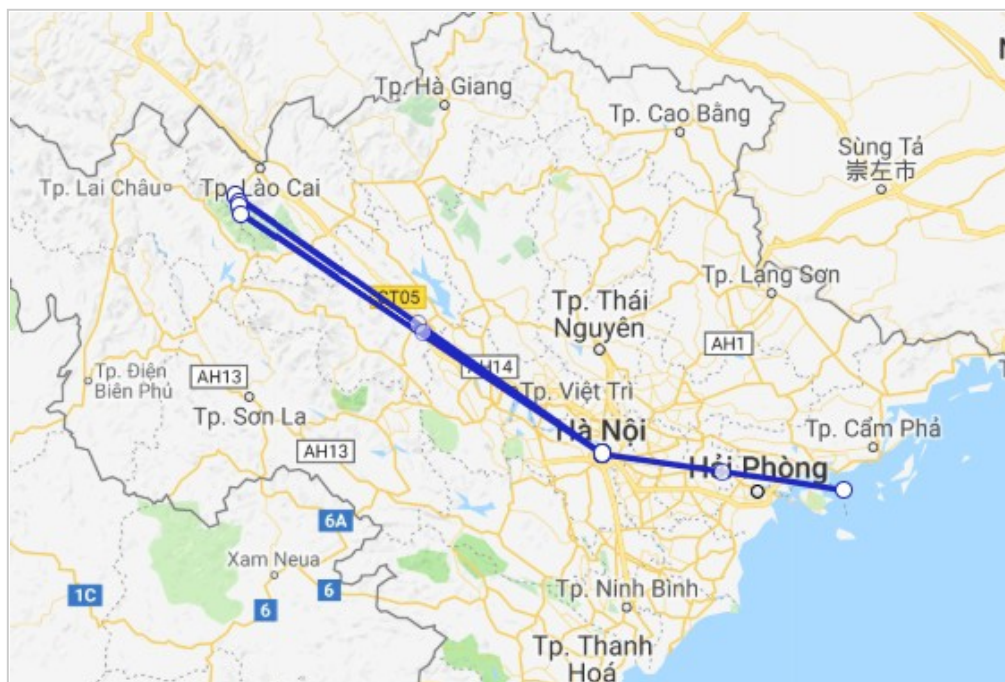 Tp. Hà Giang
Tp. Cao Bằng
Sùng Tả
崇左市
Tp. Lai Châu
Tp. Lào Cai
Tp. Lạng Sơn
CT05
Tp. Thái
Nguyên
AH1
AH14
Tp. Điện
Biên Phủ
AH13
Tp. Việt Trì
Tp. Sơn La
Hà Nội
Tp. Cẩm Phả
AH13
Hải Phòng
6A
Xam Neua
1C
6
6
Tp. Ninh Bình
Tp. Thanh
Hoá